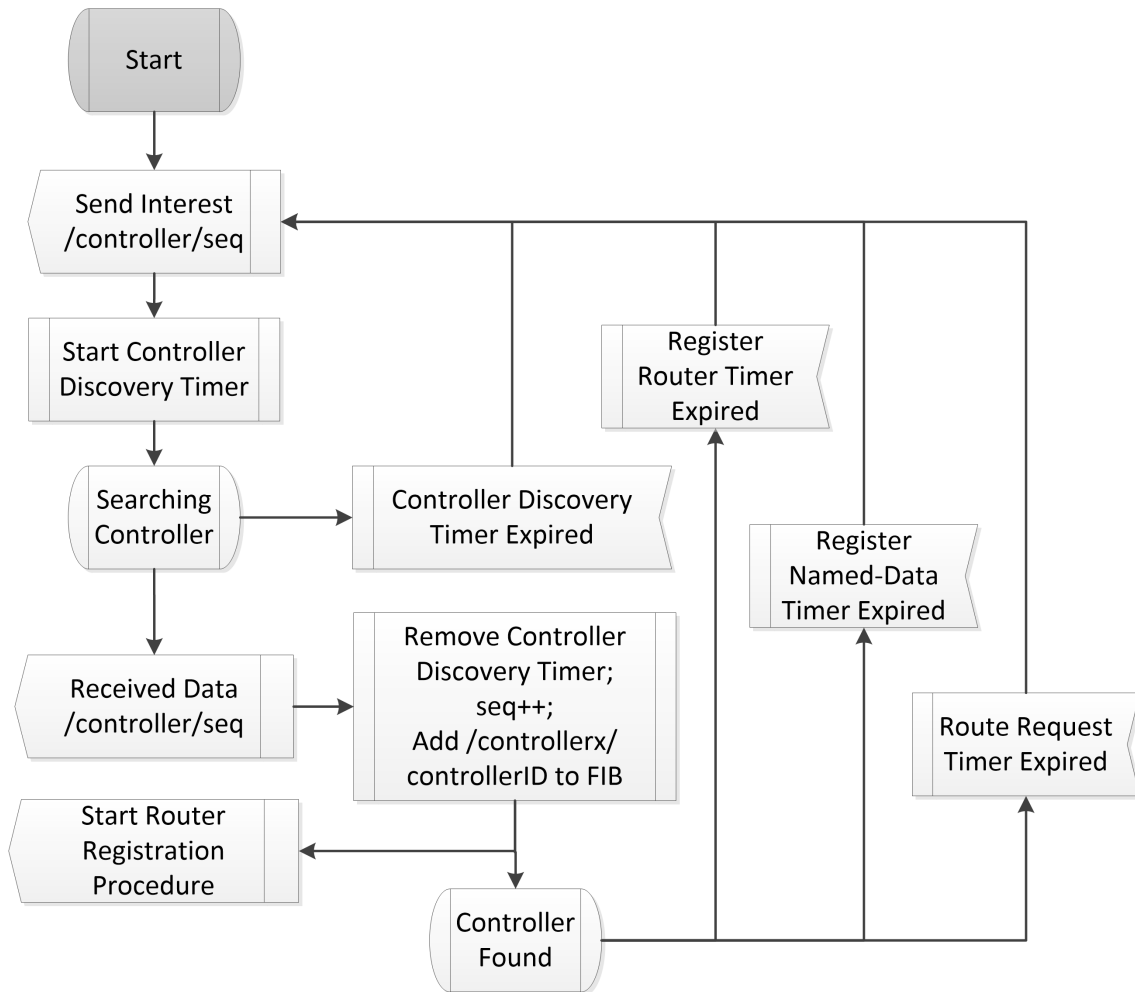 Start
Send Interest
/controller/seq
Start Controller
Discovery Timer
Searching
Controller
Controller Discovery
Timer Expired
Register
Router Timer
Expired
Register
Named-Data
Timer Expired
Route Request
Timer Expired
Received Data
/controller/seq
Remove Controller
Discovery Timer;
seq++;
Add /controllerx/
controllerID to FIB
Start Router
Registration
Procedure
Controller
Found